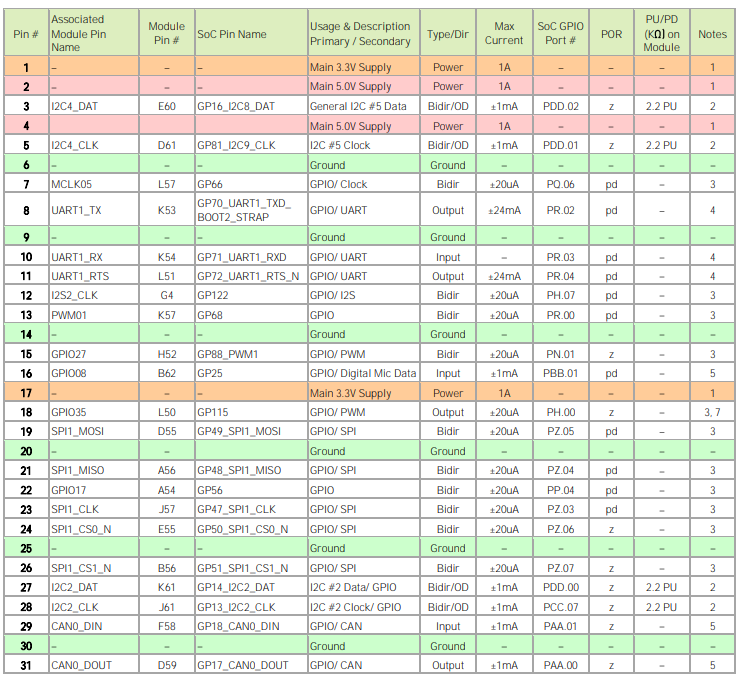 Pin # Associated Module Pin Name Module Pin # SoC Pin Name Usage & Description Primary / Secondary Type/Dir Max Current SoC GPIO Port # POR PU/PD (KΩ) on Module Notes
1 – – – Main 3.3V Supply Power 1A – – – 1
2 – – – Main 5.0V Supply Power 1A – – – 1
3 I2C4_DAT E60 GP16_I2C8_DAT General I2C #5 Data Bidir/OD ±1mA PDD.02 z 2.2 PU 2
4 Main 5.0V Supply Power 1A – – – 1
5 I2C4_CLK D61 GP81_I2C9_CLK I2C #5 Clock Bidir/OD ±1mA PDD.01 z 2.2 PU 2
6 – – – Ground Ground – – – – –
7 MCLK05 L57 GP66 GPIO/ Clock Bidir ±20uA PQ.06 pd – 3
8 UART1_TX K53 GP70_UART1_TXD_BOOT2_STRAP GPIO/ UART Output ±24mA PR.02 pd – 4
9 – – – Ground Ground – – – – –
10 UART1_RX K54 GP71_UART1_RXD GPIO/ UART Input – PR.03 pd – 4
11 UART1_RTS L51 GP72_UART1_RTS_N GPIO/ UART Output ±24mA PR.04 pd – 4
12 I2S2_CLK G4 GP122 GPIO/ I2S Bidir ±20uA PH.07 pd – 3
13 PWM01 K57 GP68 GPIO Bidir ±20uA PR.00 pd – 3
14 – – – Ground Ground – – – – –
15 GPIO27 H52 GP88_PWM1 GPIO/ PWM Bidir ±20uA PN.01 z – 3
16 GPIO08 B62 GP25 GPIO/ Digital Mic Data Input ±1mA PBB.01 pd – 5
17 – – – Main 3.3V Supply Power 1A – – – 1
18 GPIO35 L50 GP115 GPIO/ PWM Output ±20uA PH.00 z – 3, 7
19 SPI1_MOSI D55 GP49_SPI1_MOSI GPIO/ SPI Bidir ±20uA PZ.05 pd – 3
20 – – – Ground Ground – – – – –
21 SPI1_MISO A56 GP48_SPI1_MISO GPIO/ SPI Bidir ±20uA PZ.04 pd – 3
22 GPIO17 A54 GP56 GPIO Bidir ±20uA PP.04 pd – 3
23 SPI1_CLK J57 GP47_SPI1_CLK GPIO/ SPI Bidir ±20uA PZ.03 pd – 3
24 SPI1_CS0_N E55 GP50_SPI1_CS0_N GPIO/ SPI Bidir ±20uA PZ.06 z – 3
25 – – – Ground Ground – – – – –
26 SPI1_CS1_N B56 GP51_SPI1_CS1_N GPIO/ SPI Bidir ±20uA PZ.07 z – 3
27 I2C2_DAT K61 GP14_I2C2_DAT I2C #2 Data/ GPIO Bidir/OD ±1mA PDD.00 z 2.2 PU 2
28 I2C2_CLK J61 GP13_I2C2_CLK I2C #2 Clock/ GPIO Bidir/OD ±1mA PCC.07 z 2.2 PU 2
29 CAN0_DIN F58 GP18_CAN0_DIN GPIO/ CAN Input ±1mA PAA.01 z – 5
30 – – – Ground Ground – – – – –
31 CAN0_DOUT D59 GP17_CAN0_DOUT GPIO/ CAN Output ±1mA PAA.00 z – 5